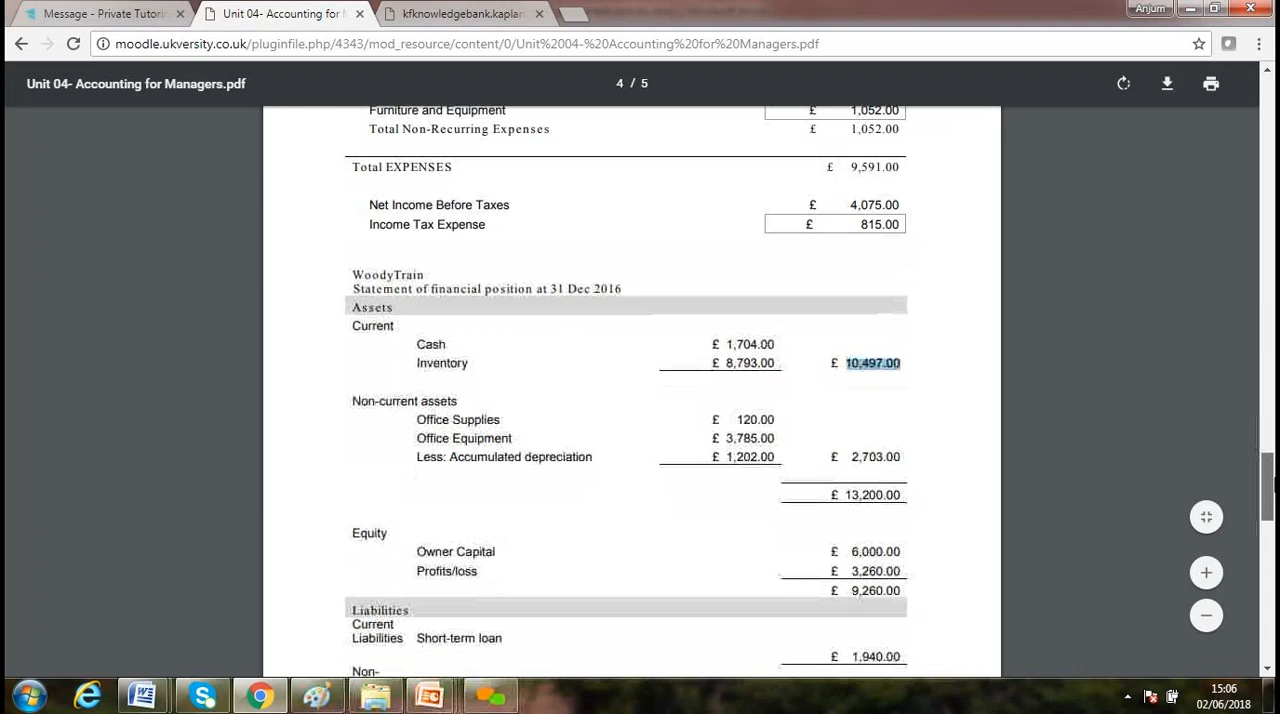 Message - Private Tutorin
Unit 04- Accounting for
kfknowledgebank.kaplan
Anjum
moodle.ukversity.co.uk/pluginfile.php/4343/mod_resource/content/0/Unit%2004-%20Accounting%20for%20Managers.pdf
Unit 04- Accounting for Managers.pdf 4 / 5
Furniture and Equipment £ 1,052.00
Total Non-Recurring Expenses £ 1,052.00
Total EXPENSES £ 9,591.00
Net Income Before Taxes £ 4,075.00
Income Tax Expense £ 815.00
WoodyTrain
Statement of financial position at 31 Dec 2016
Assets
Current
Cash £ 1,704.00
Inventory £ 8,793.00 £ 10,497.00
Non-current assets
Office Supplies £ 120.00
Office Equipment £ 3,785.00
Less: Accumulated depreciation £ 1,202.00 £ 2,703.00
£ 13,200.00
Equity
Owner Capital £ 6,000.00
Profits/loss £ 3,260.00
£ 9,260.00
Liabilities
Current
Liabilities Short-term loan
£ 1,940.00
Non-
15:06
02/06/2018